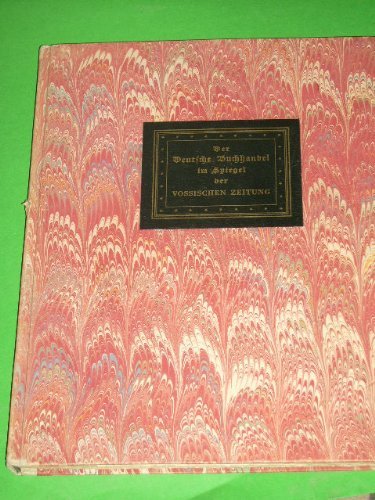 Der
Deutsche Buchhandel
im Spiegel
der
VOSSISCHEN ZEITUNG